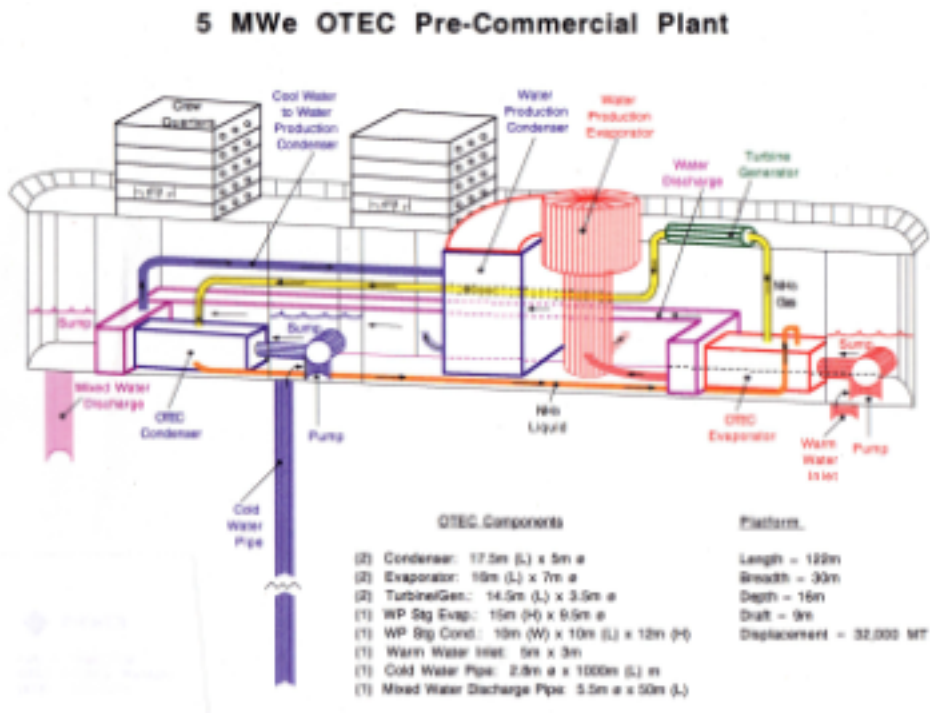 5 MWe OTEC Pre-Commercial Plant
Crew
Quarters
Cool Water
to Water
Production
Condenser
Water
Production
Condenser
Water
Production
Evaporator
Water
Discharge
Turbine
Generator
NH₃
Gas
Sump
Sump
Sump
Mixed Water
Discharge
OTEC
Condenser
Pump
NH₃
Liquid
OTEC
Evaporator
Warm
Water
Inlet
Pump
Cold
Water
Pipe
OTEC Components
(2) Condenser: 17.5m (L) x 5m ø
(2) Evaporator: 16m (L) x 7m ø
(2) Turbine/Gen.: 14.5m (L) x 3.5m ø
(1) WP Stg Evap.: 15m (H) x 9.5m ø
(1) WP Stg Cond.: 10m (W) x 10m (L) x 12m (H)
(1) Warm Water Inlet: 5m x 3m
(1) Cold Water Pipe: 2.8m ø x 1000m (L) m
(1) Mixed Water Discharge Pipe: 5.5m ø x 50m (L)
Platform
Length - 122m
Breadth - 30m
Depth - 16m
Draft - 9m
Displacement - 32,000 MT